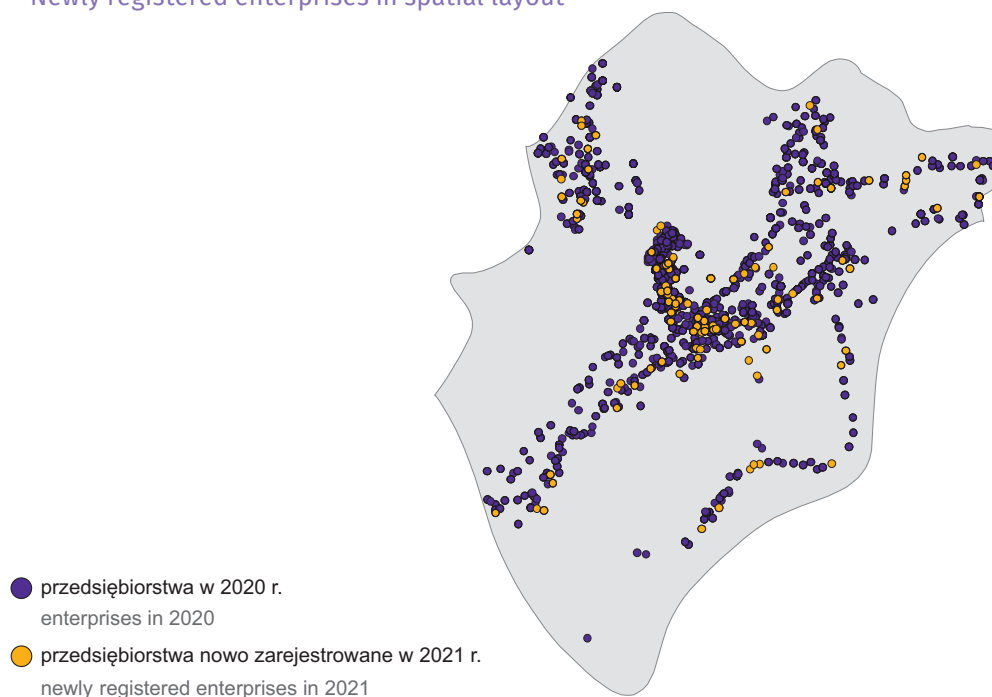 Newly registered enterprises in spatial layout
przedsiębiorstwa w 2020 r.
enterprises in 2020
przedsiębiorstwa nowo zarejestrowane w 2021 r.
newly registered enterprises in 2021